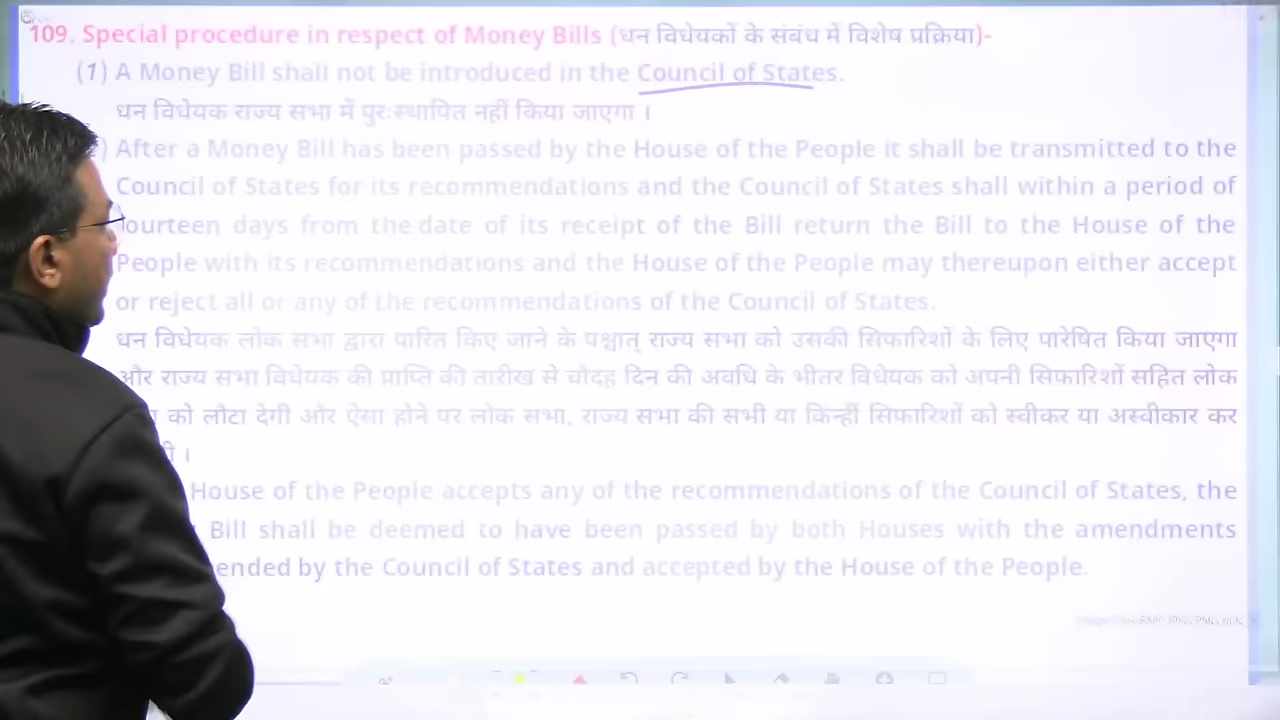 109. Special procedure in respect of Money Bills (धन विधेयकों के संबंध में विशेष प्रक्रिया)-
(1) A Money Bill shall not be introduced in the Council of States.
धन विधेयक राज्य सभा में पुरःस्थापित नहीं किया जाएगा ।
) After a Money Bill has been passed by the House of the People it shall be transmitted to the
Council of States for its recommendations and the Council of States shall within a period of
ourteen days from the date of its receipt of the Bill return the Bill to the House of the
People with its recommendations and the House of the People may thereupon either accept
or reject all or any of the recommendations of the Council of States.
धन विधेयक लोक सभा द्वारा पारित किए जाने के पश्चात् राज्य सभा को उसकी सिफारिशों के लिए पारेषित किया जाएगा
और राज्य सभा विधेयक की प्राप्ति की तारीख से चौदह दिन की अवधि के भीतर विधेयक को अपनी सिफारिशों सहित लोक
को लौटा देगी और ऐसा होने पर लोक सभा, राज्य सभा की सभी या किन्हीं सिफारिशों को स्वीकर या अस्वीकार कर
।
House of the People accepts any of the recommendations of the Council of States, the
Bill shall be deemed to have been passed by both Houses with the amendments
ended by the Council of States and accepted by the House of the People.